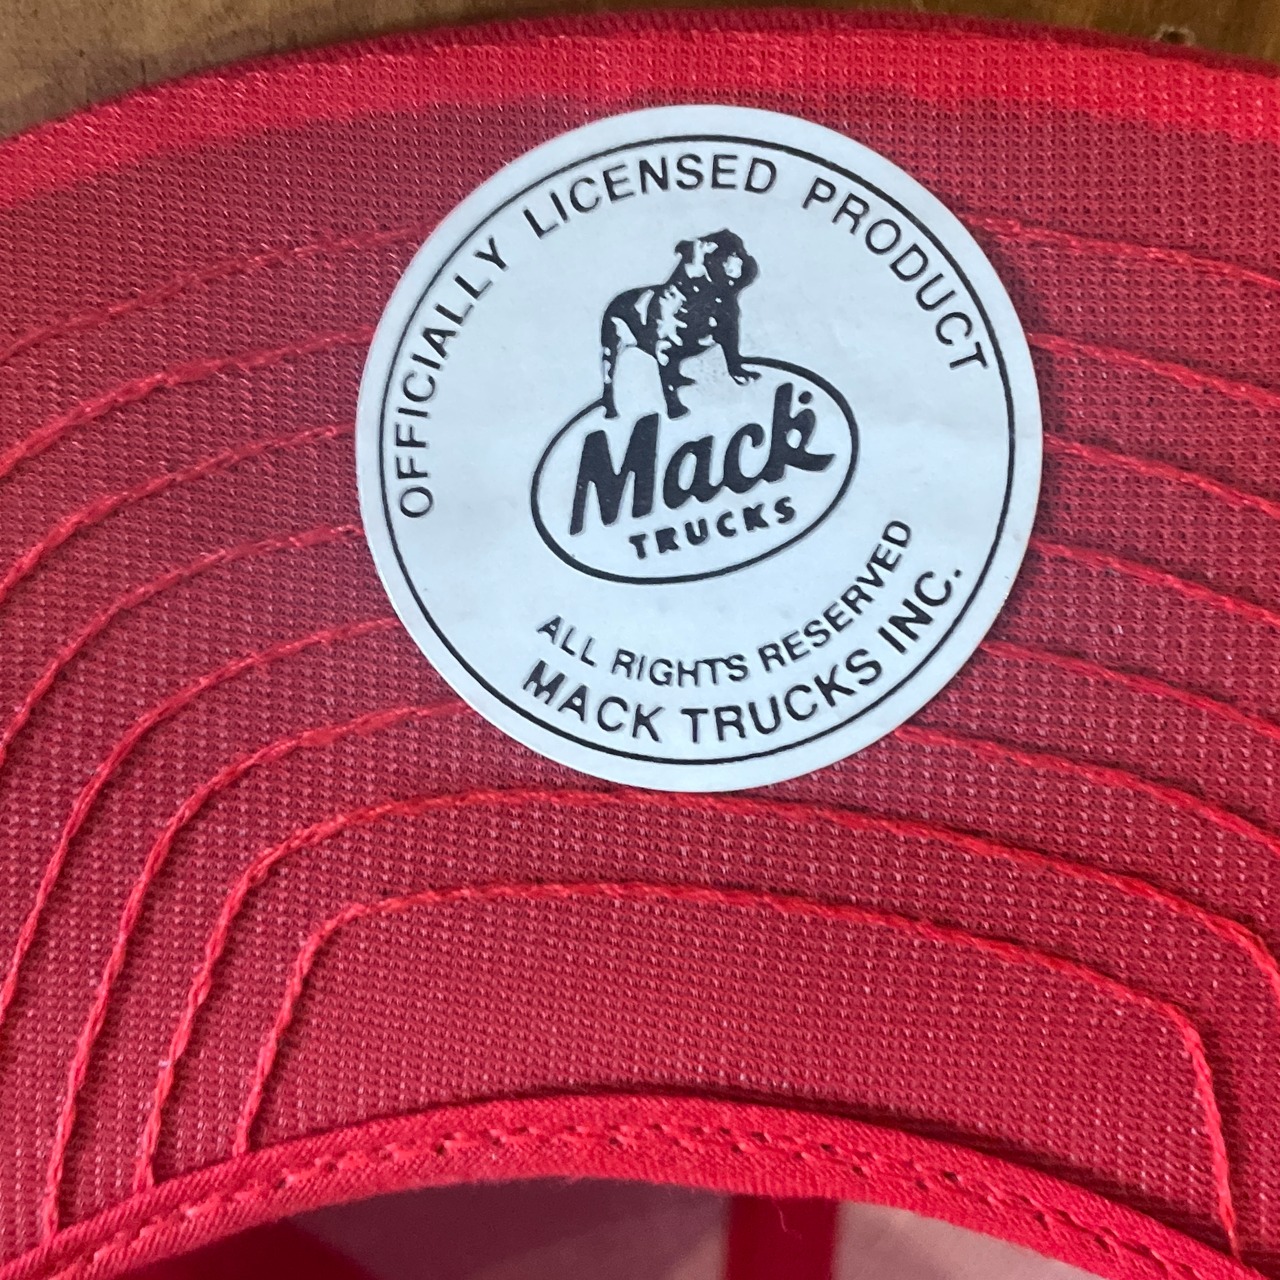 OFFICIALLY LICENSED PRODUCT
Mack
TRUCKS
ALL RIGHTS RESERVED
MACK TRUCKS INC.